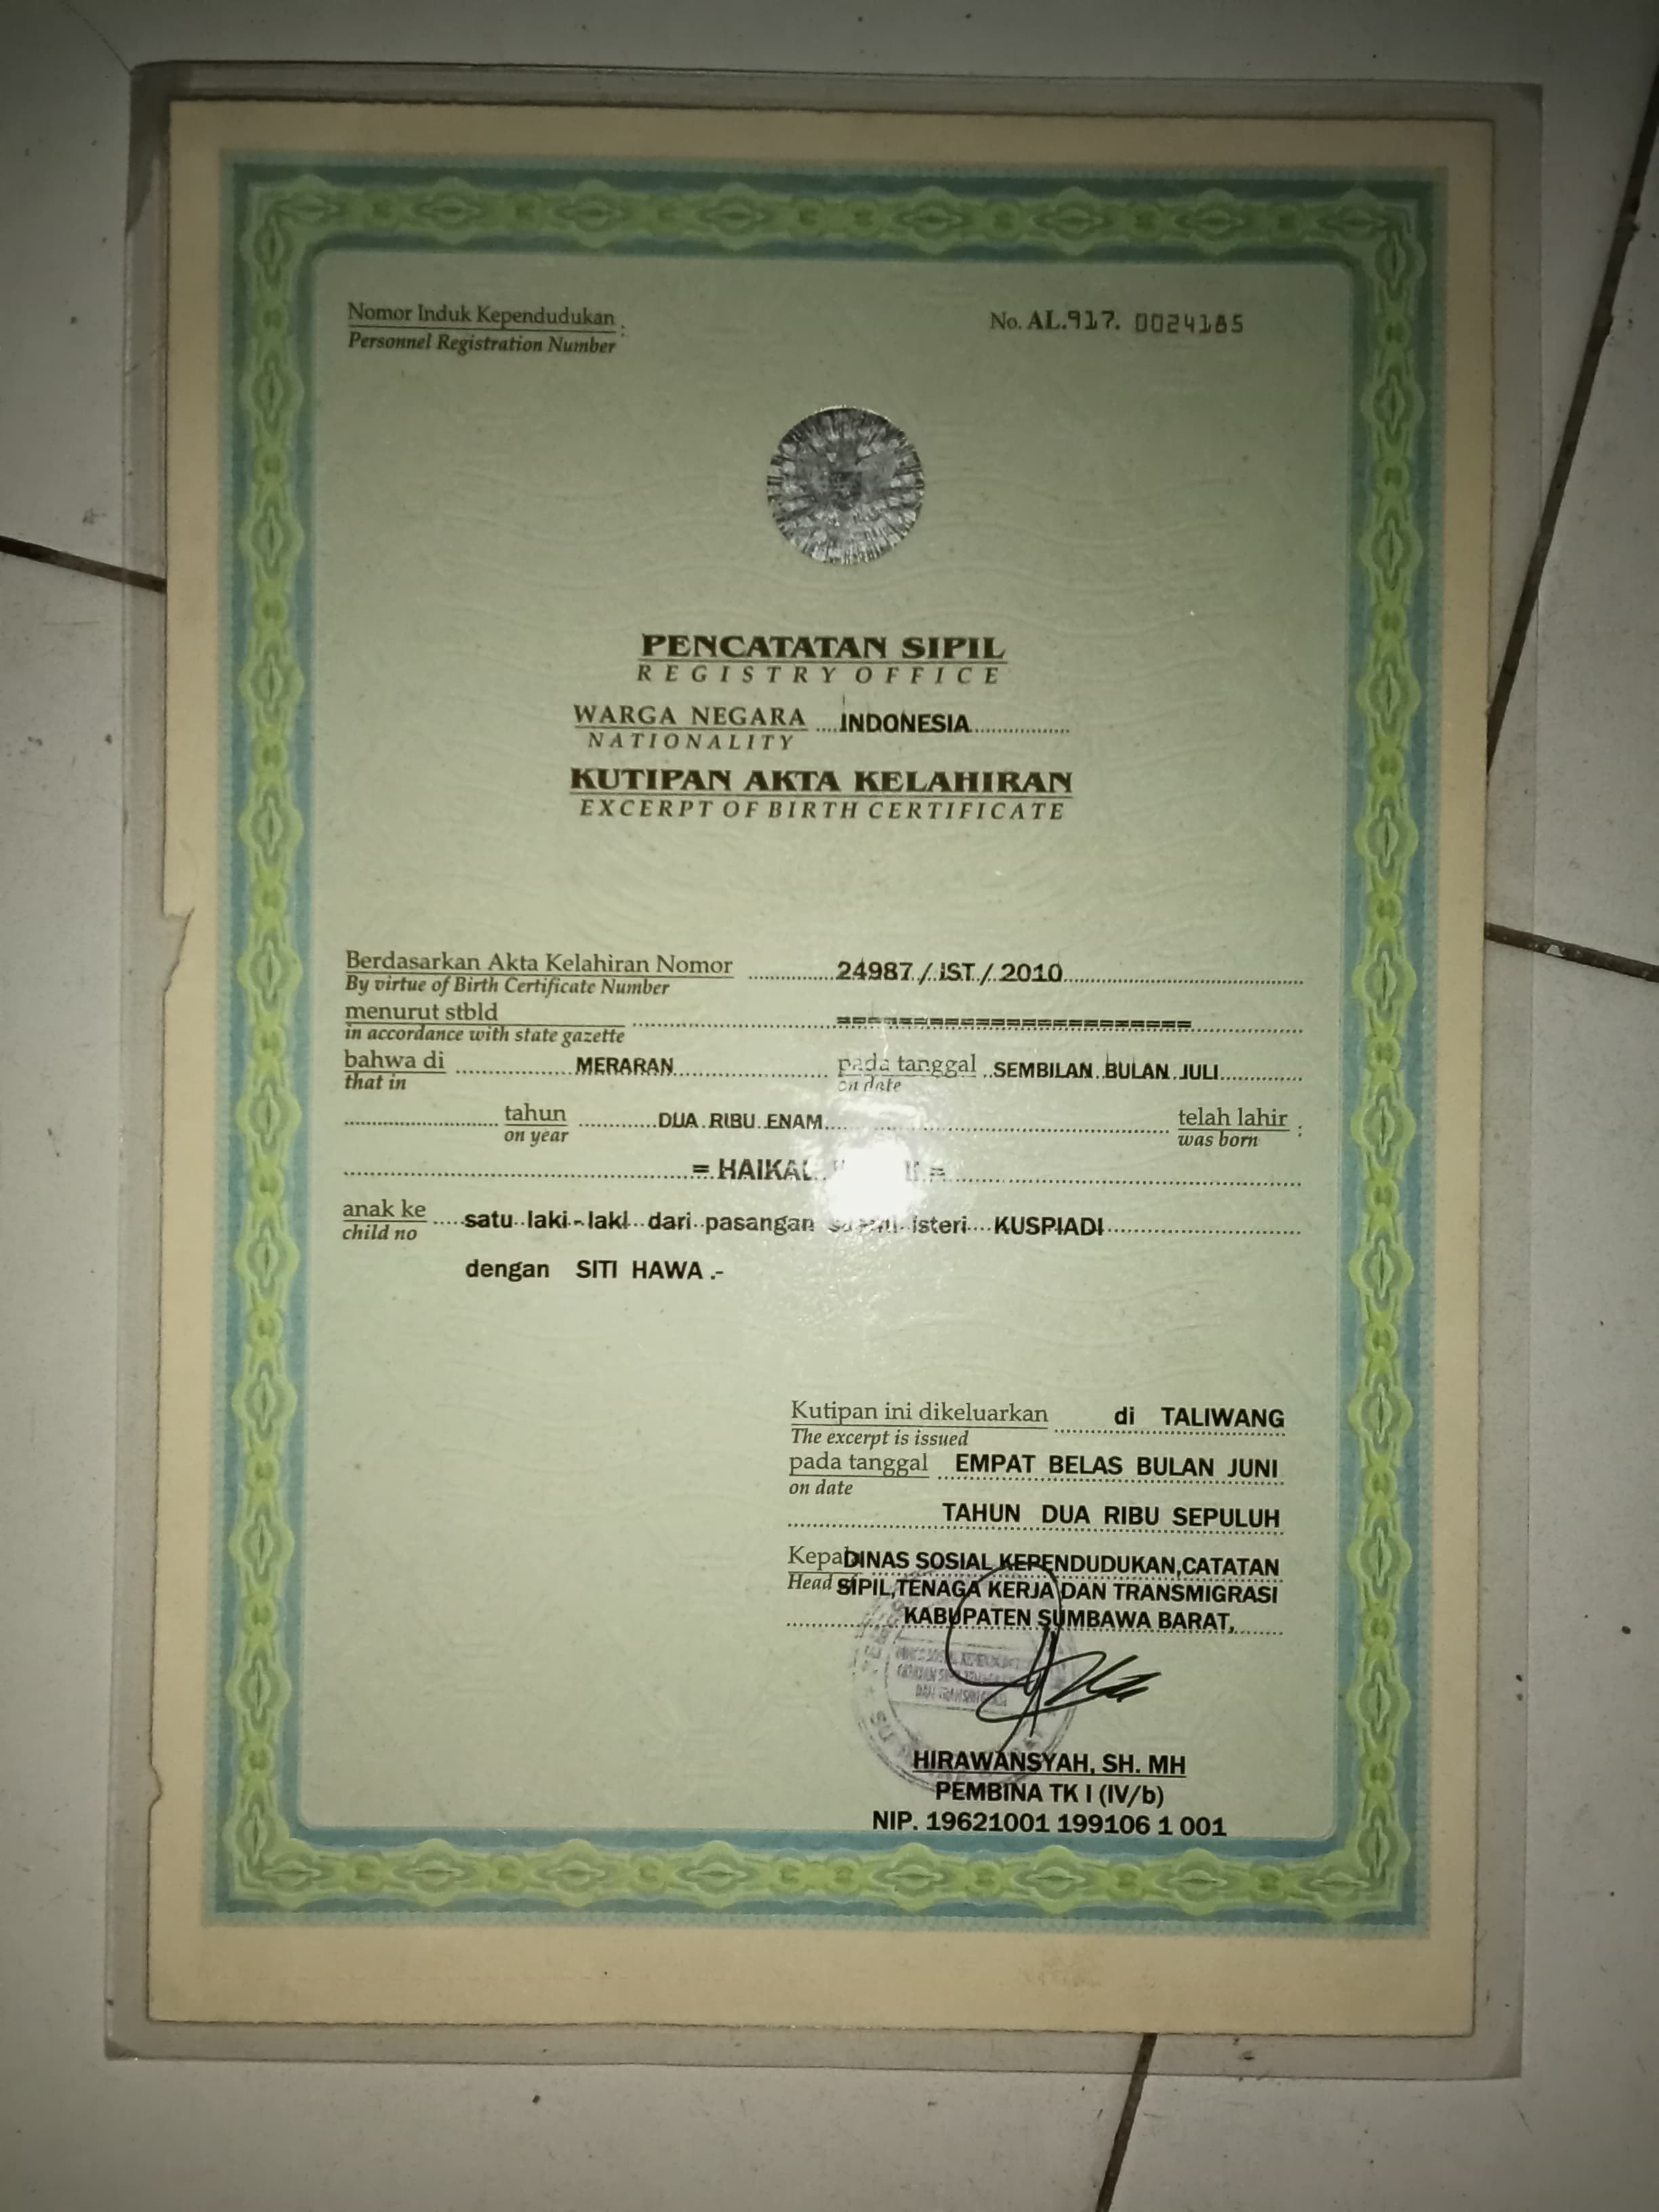 Nomor Induk Kependudukan :
Personnel Registration Number
No. AL.917. 0024185
PENCATATAN SIPIL
REGISTRY OFFICE
WARGA NEGARA ....INDONESIA
NATIONALITY
KUTIPAN AKTA KELAHIRAN
EXCERPT OF BIRTH CERTIFICATE
Berdasarkan Akta Kelahiran Nomor 24987 / IST / 2010
By virtue of Birth Certificate Number
menurut stbld =======================
in accordance with state gazette
bahwa di MERARAN pada tanggal SEMBILAN BULAN JULI
that in on date
tahun DUA RIBU ENAM telah lahir :
on year was born
= HAIKAL =
anak ke satu laki-laki dari pasangan isteri KUSPIADI
child no
dengan SITI HAWA .-
Kutipan ini dikeluarkan di TALIWANG
The excerpt is issued
pada tanggal EMPAT BELAS BULAN JUNI
on date
TAHUN DUA RIBU SEPULUH
Kepala DINAS SOSIAL KEPENDUDUKAN,CATATAN
Head SIPIL,TENAGA KERJA DAN TRANSMIGRASI
KABUPATEN SUMBAWA BARAT,
HIRAWANSYAH, SH. MH
PEMBINA TK I (IV/b)
NIP. 19621001 199106 1 001